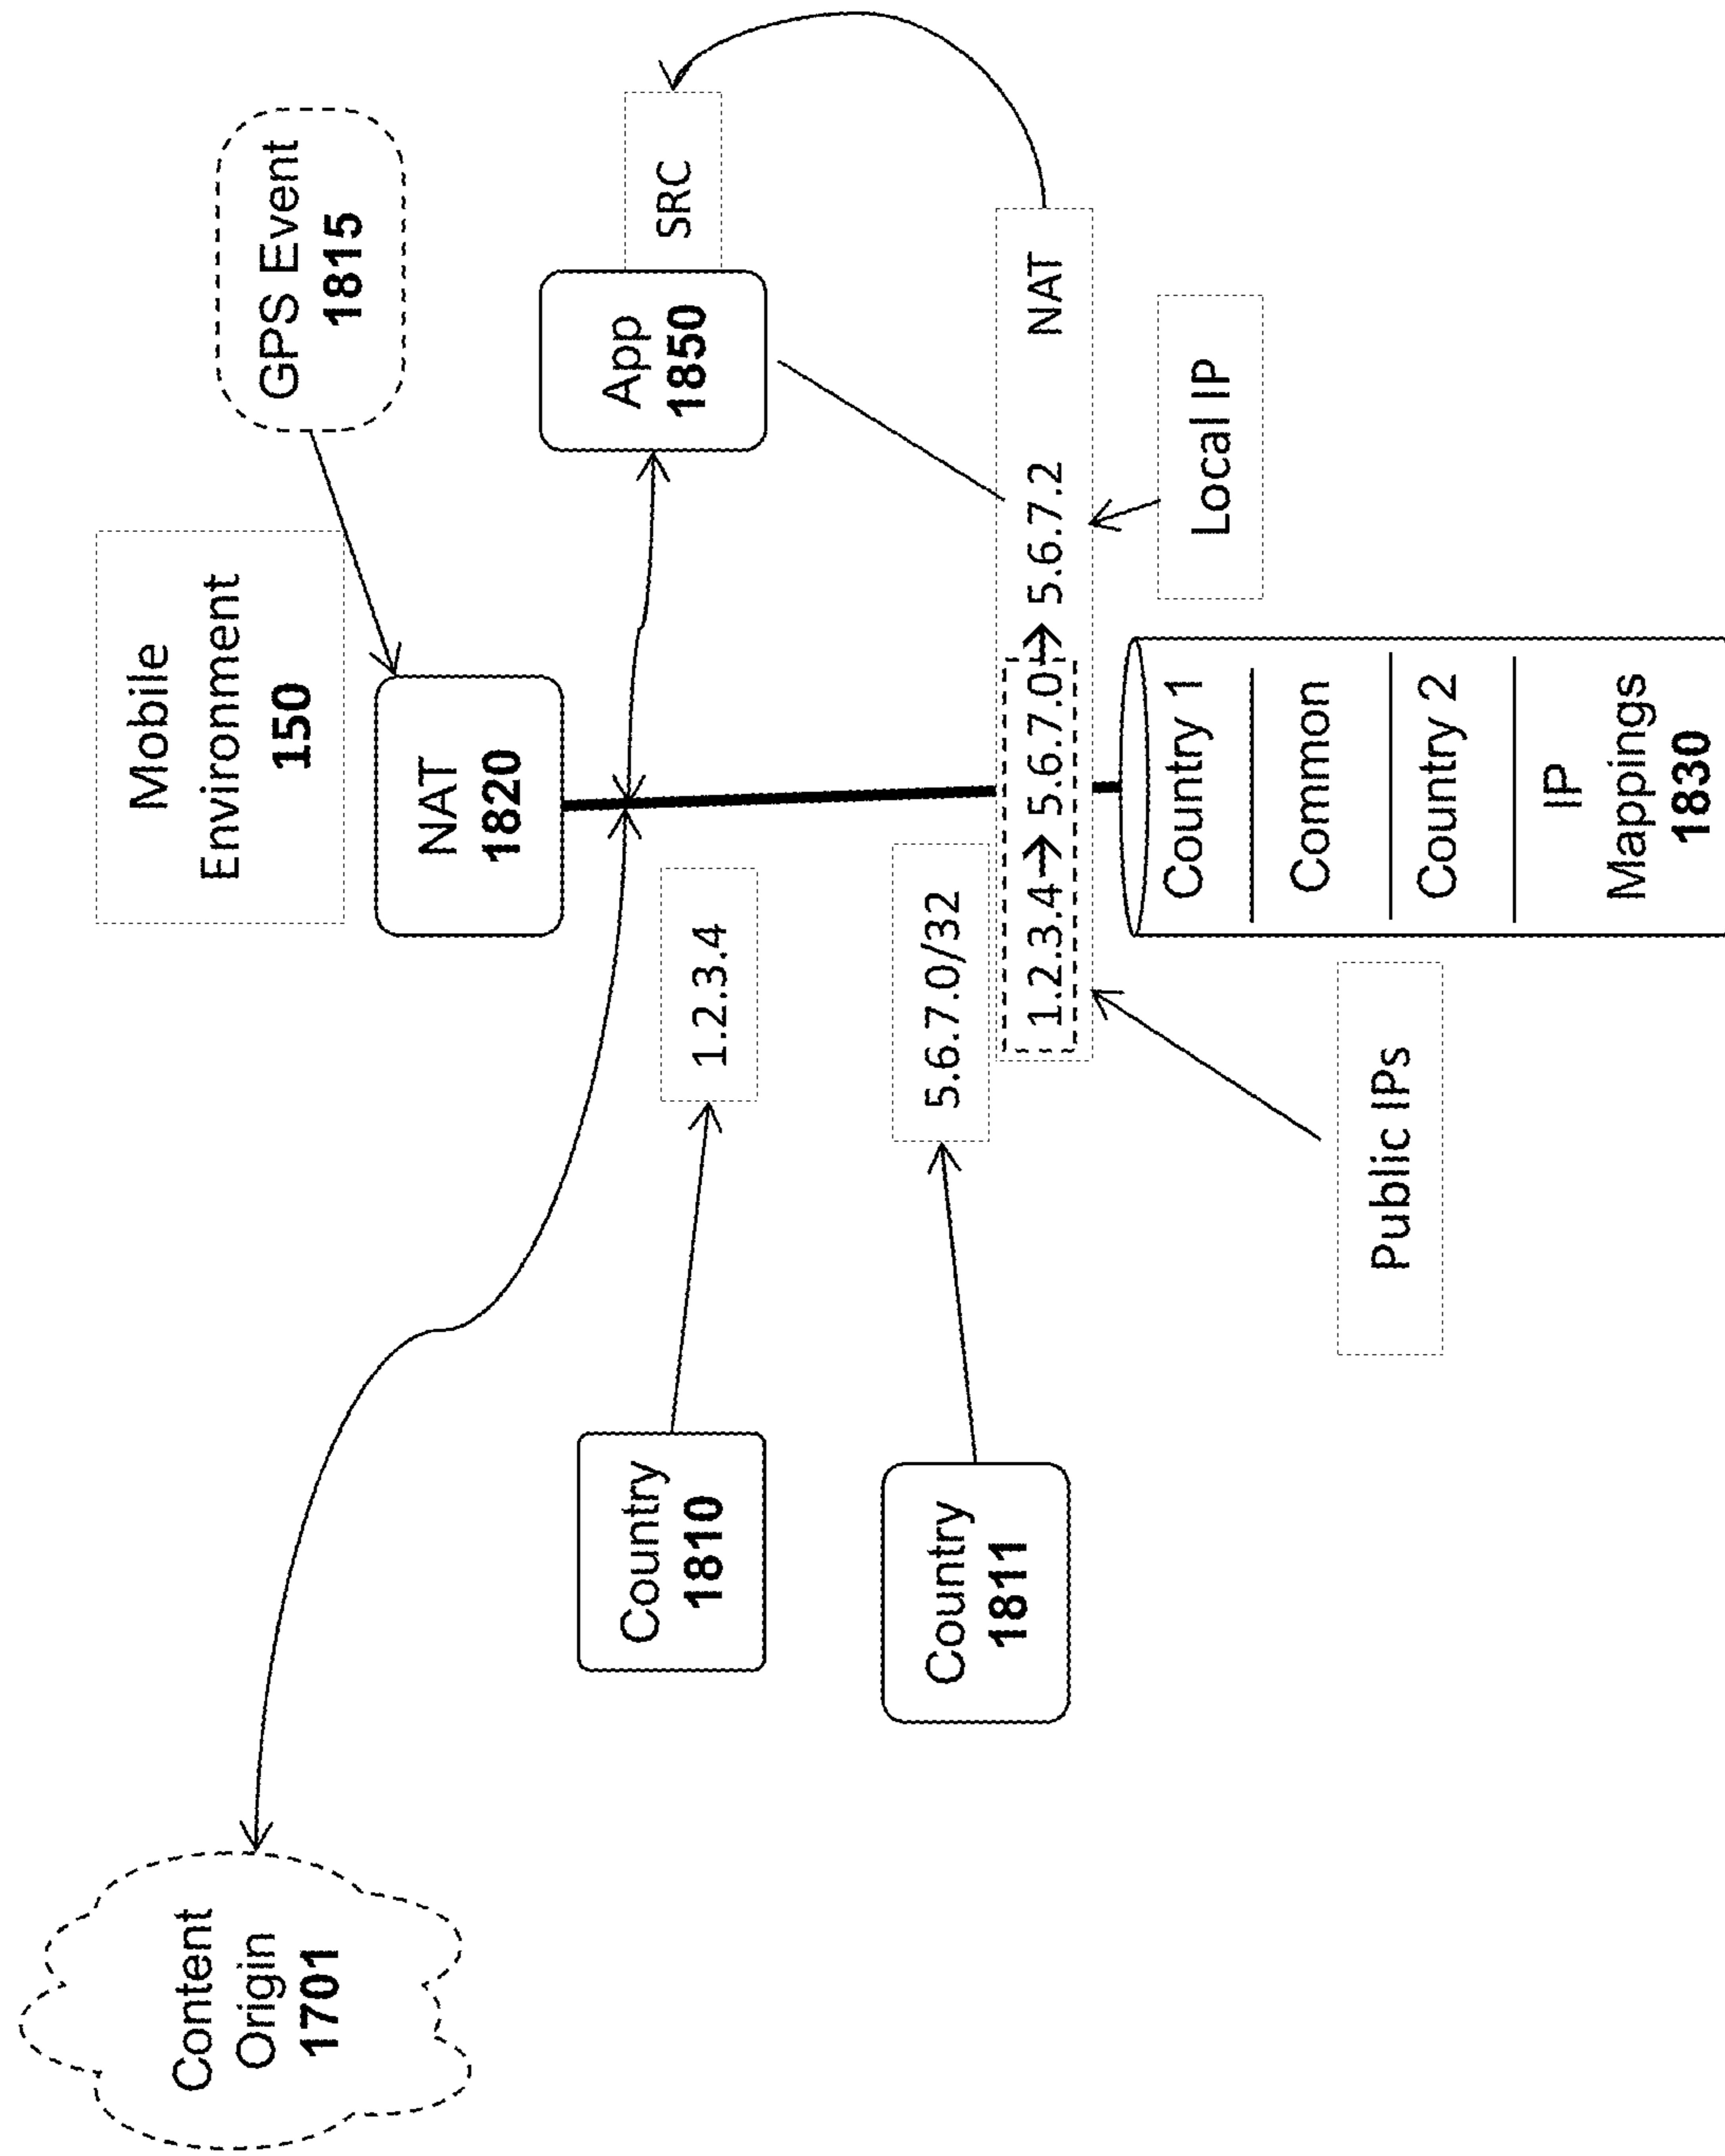 Content
Origin
1701
Mobile
Environment
150
GPS Event
1815
NAT
1820
Country
1810
1.2.3.4
App
1850
SRC
Country
1811
5.6.7.0/32
1.2.3.4→ 5.6.7.0→ 5.6.7.2 NAT
Public IPs
Local IP
Country 1
Common
Country 2
IP
Mappings
1830